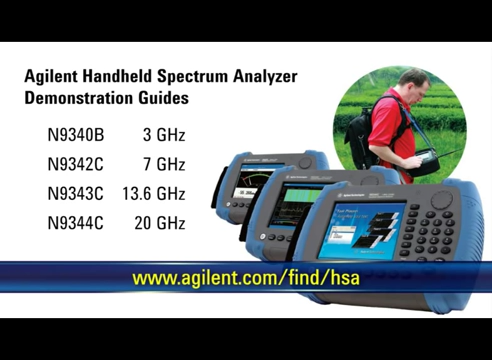 Agilent Handheld Spectrum Analyzer
Demonstration Guides
N9340B 3 GHz
N9342C 7 GHz
N9343C 13.6 GHz
N9344C 20 GHz
www.agilent.com/find/hsa